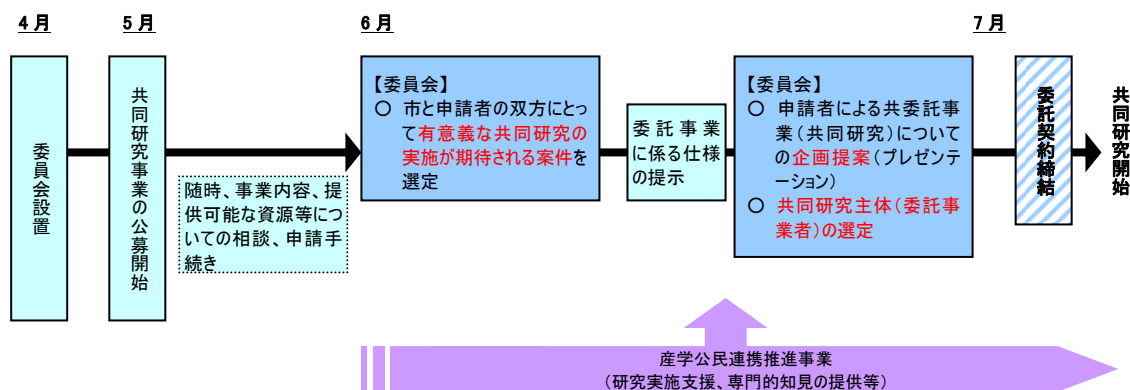 4月
5月
6月
7月
委員会設置
共同研究事業の公募開始
随時、事業内容、提
供可能な資源等につ
いての相談、申請手
続き
【委員会】
○ 市と申請者の双方にとっ
て有意義な共同研究の
実施が期待される案件を
選定
委託事業
に係る仕様
の提示
【委員会】
○ 申請者による共委託事
業(共同研究)について
の企画提案(プレゼンテ
ーション)
○ 共同研究主体(委託事
業者)の選定
委託契約締結
共同研究開始
産学公民連携推進事業
(研究実施支援、専門的知見の提供等)